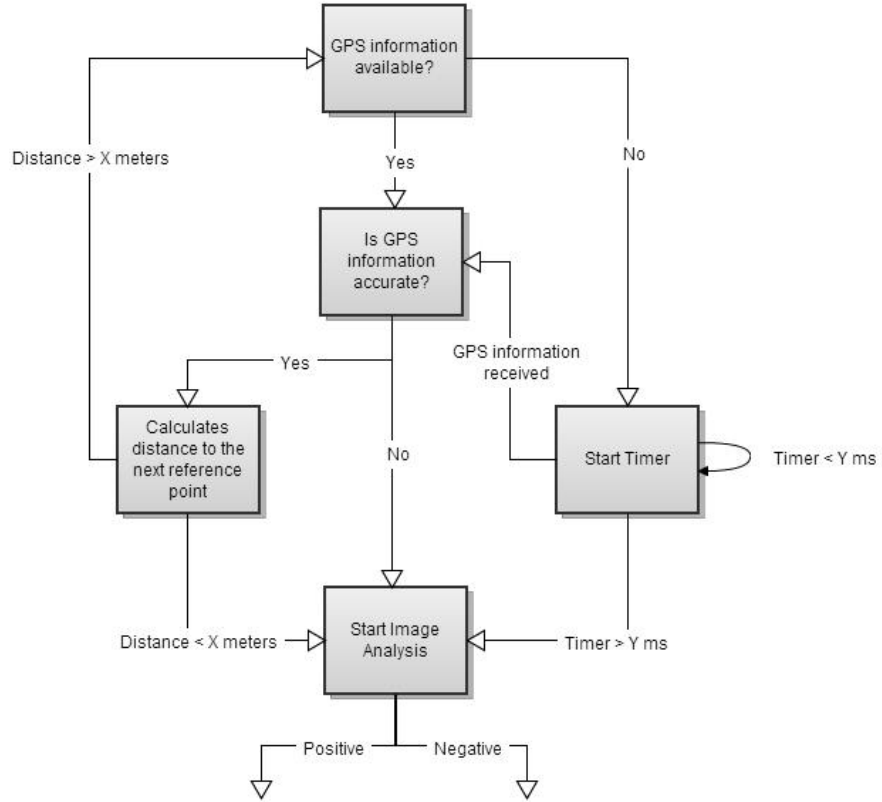 GPS information
available?
Distance > X meters
No
Yes
Is GPS
information
accurate?
GPS information
received
Yes
Calculates
distance to the
next reference
point
No
Start Timer
Timer < Y ms
Start Image
Analysis
Distance < X meters
Timer > Y ms
Positive
Negative